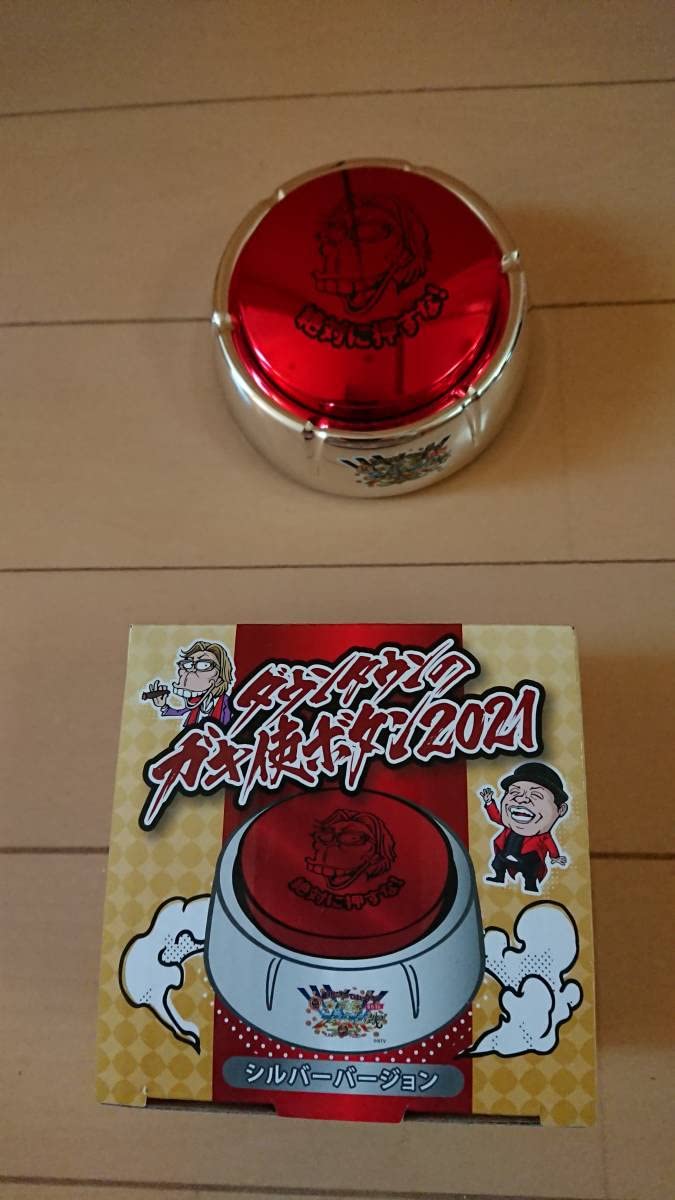 絶対に押すな
ダウンタウンの
ガキ使ボタン2021
絶対に押すな
©NTV
シルバーバージョン